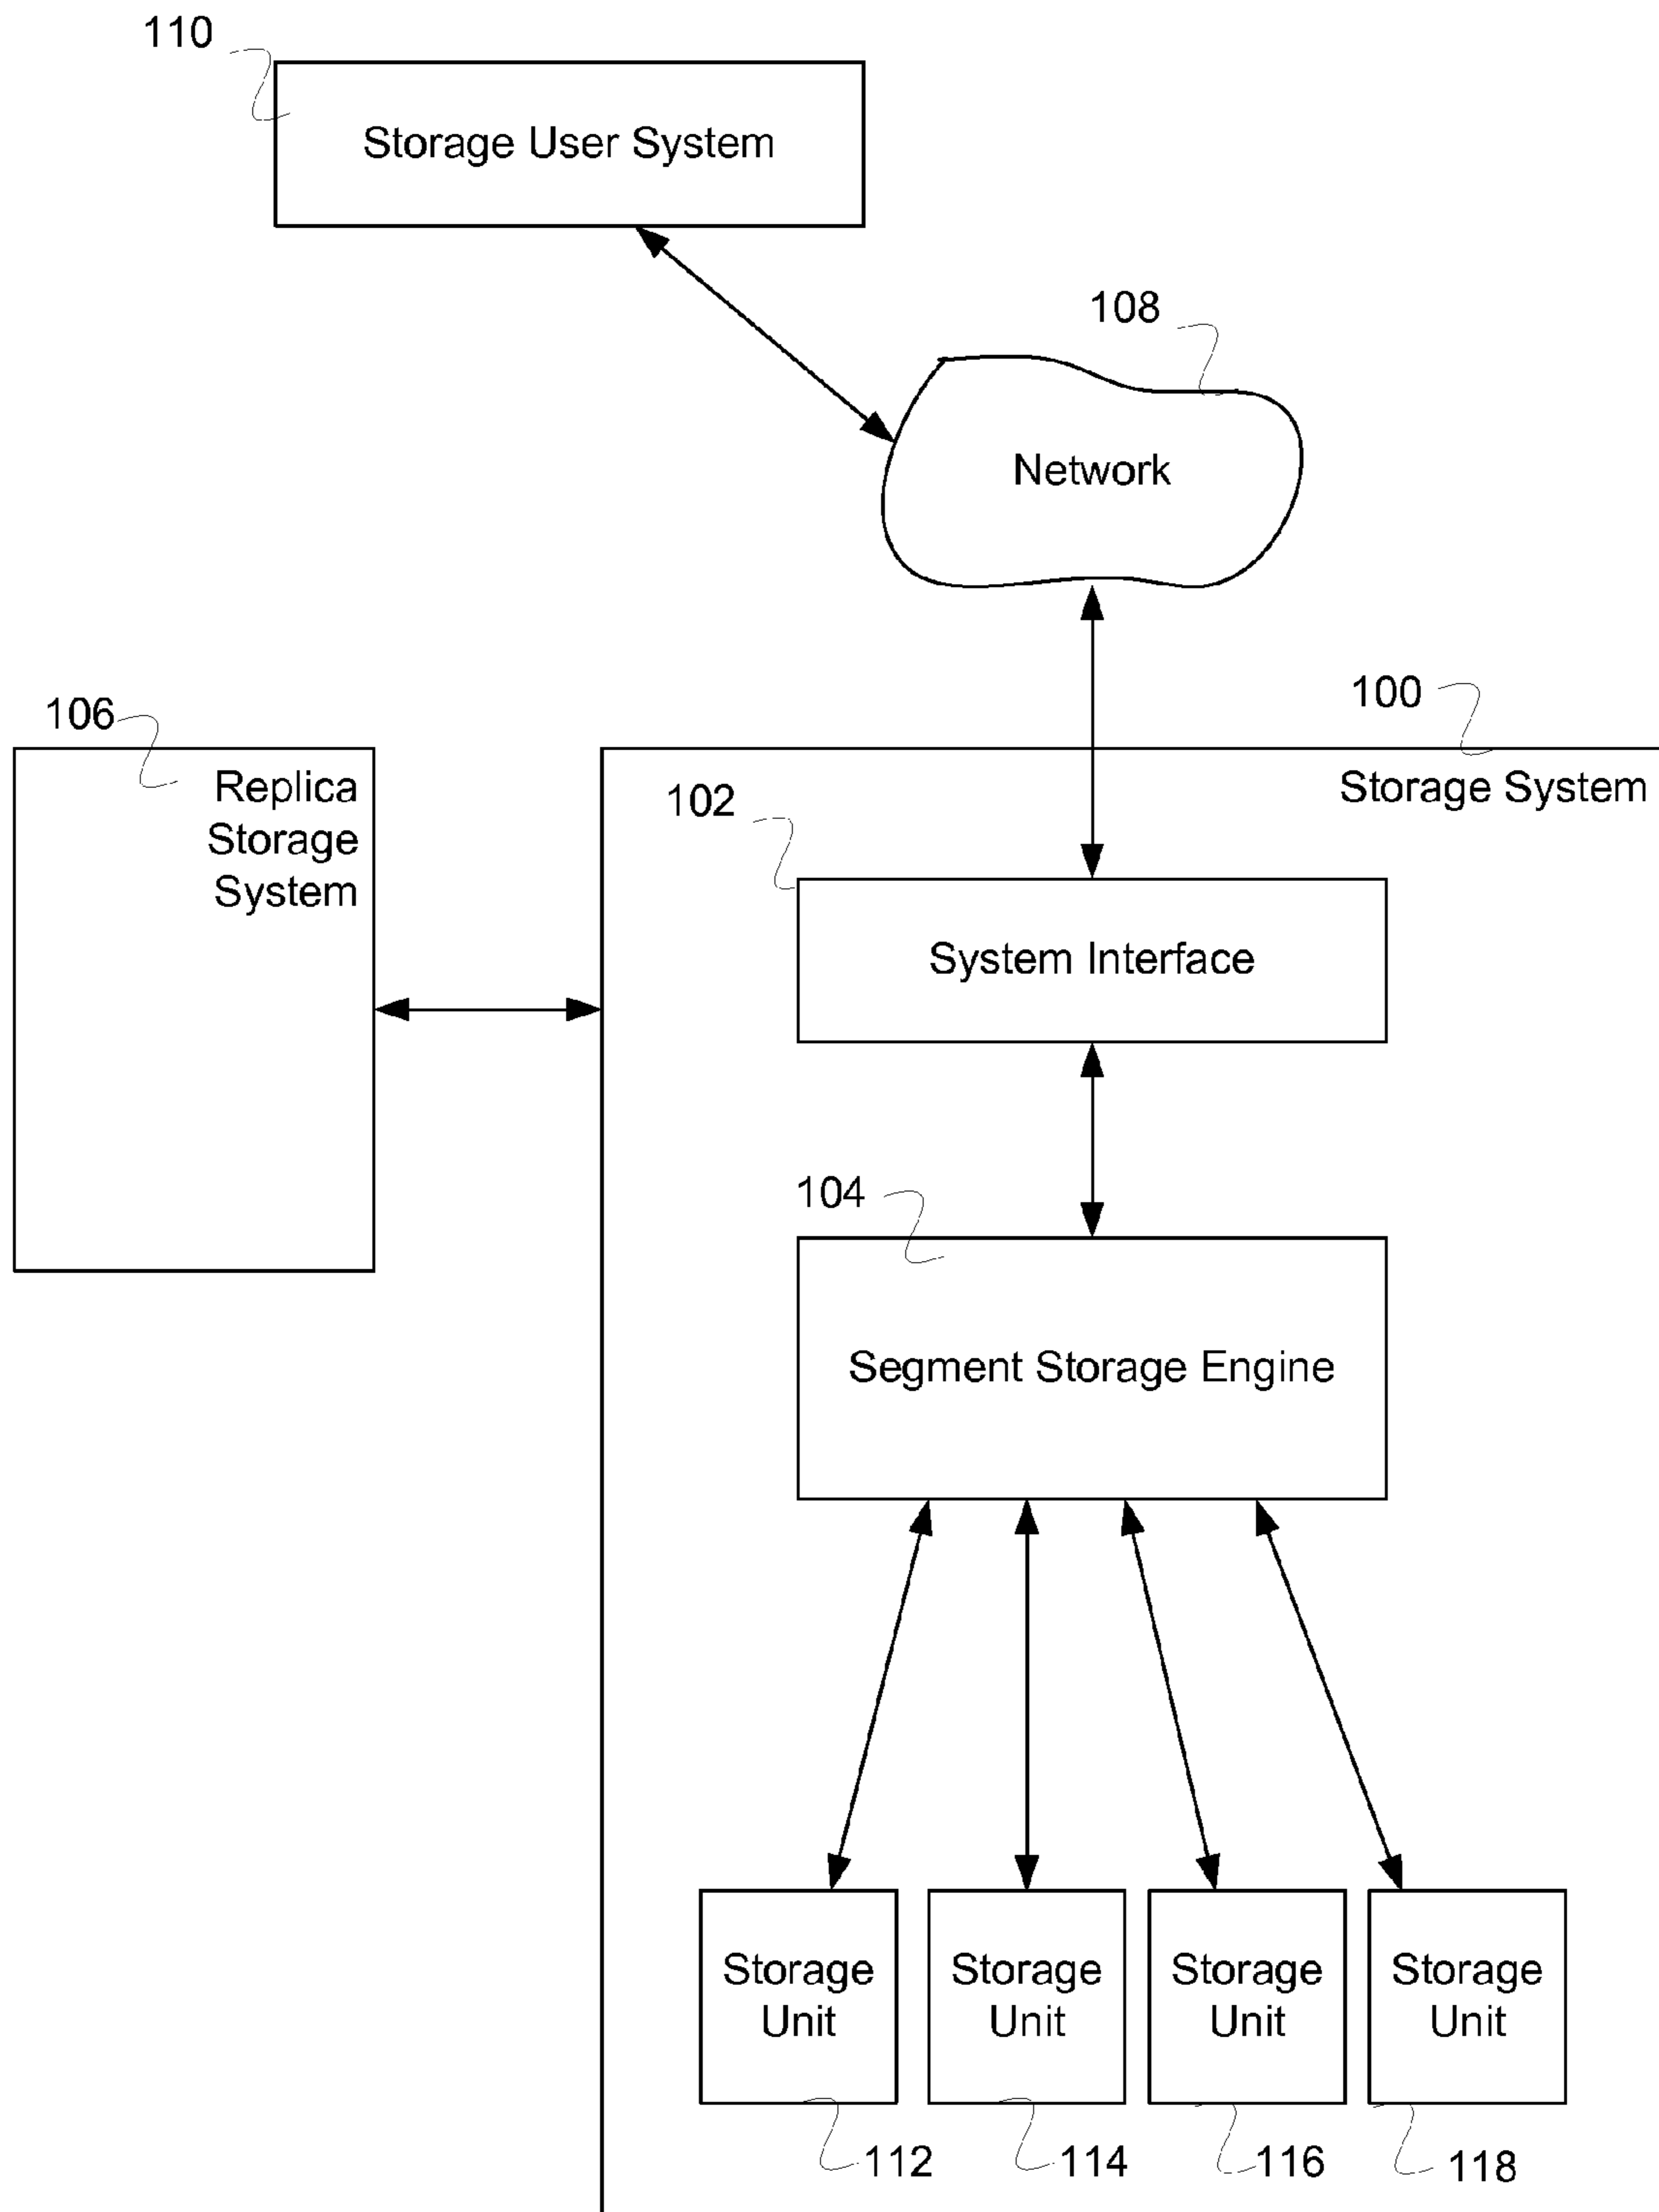 110
Storage User System
108
Network
100
106
Replica
Storage
System
Storage System
102
System Interface
104
Segment Storage Engine
Storage
Unit
Storage
Unit
Storage
Unit
Storage
Unit
112
114
116
118